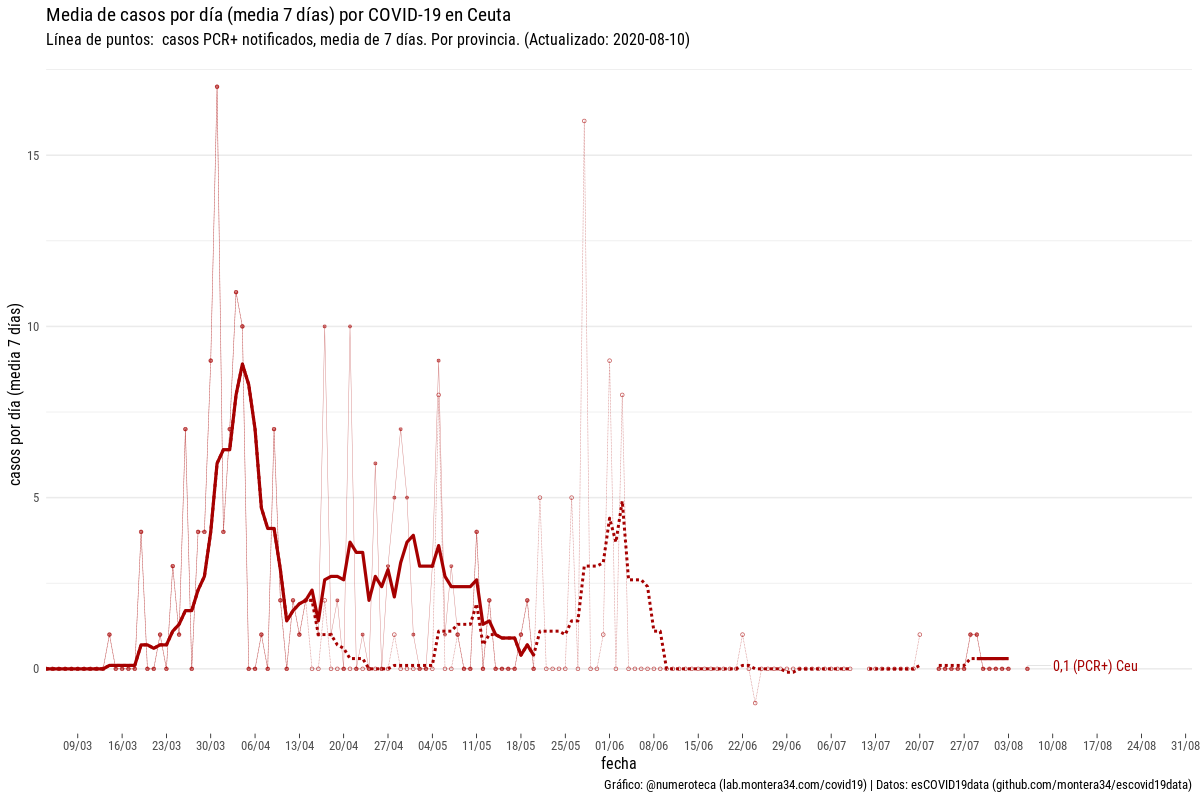 Media de casos por día (media 7 días) por COVID-19 en Ceuta
Línea de puntos:  casos PCR+ notificados, media de 7 días. Por provincia. (Actualizado: 2020-08-10)
casos por día (media 7 días)
15
10
5
0
0,1 (PCR+) Ceu
09/03 16/03 23/03 30/03 06/04 13/04 20/04 27/04 04/05 11/05 18/05 25/05 01/06 08/06 15/06 22/06 29/06 06/07 13/07 20/07 27/07 03/08 10/08 17/08 24/08 31/08
fecha
Gráfico: @numeroteca (lab.montera34.com/covid19) | Datos: esCOVID19data (github.com/montera34/escovid19data)